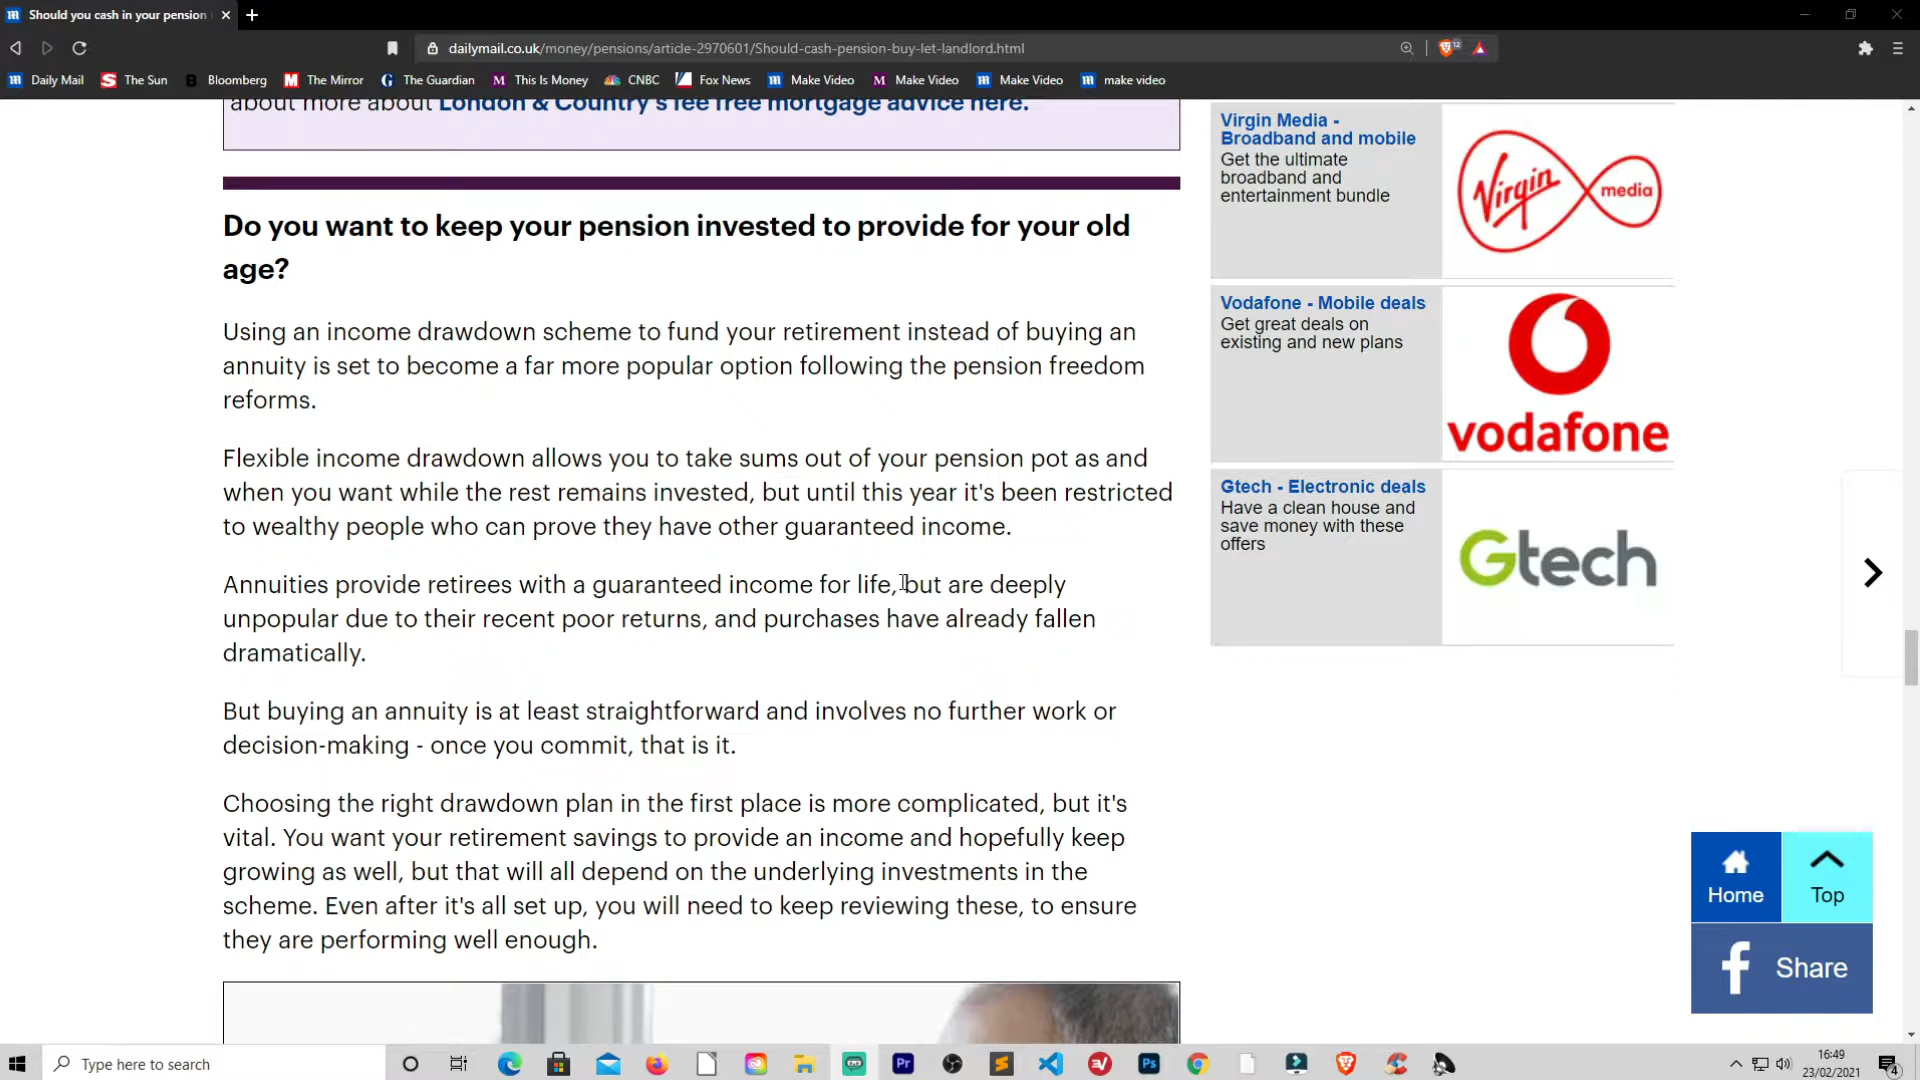 Should you cash in your pension
dailymail.co.uk/money/pensions/article-2970601/Should-cash-pension-buy-let-landlord.html
12
Daily Mail
The Sun
Bloomberg
The Mirror
The Guardian
This Is Money
CNBC
Fox News
Make Video
Make Video
Make Video
make video
about more about London & Country's fee free mortgage advice here.
Do you want to keep your pension invested to provide for your old
age?
Using an income drawdown scheme to fund your retirement instead of buying an
annuity is set to become a far more popular option following the pension freedom
reforms.
Flexible income drawdown allows you to take sums out of your pension pot as and
when you want while the rest remains invested, but until this year it's been restricted
to wealthy people who can prove they have other guaranteed income.
Annuities provide retirees with a guaranteed income for life, but are deeply
unpopular due to their recent poor returns, and purchases have already fallen
dramatically.
But buying an annuity is at least straightforward and involves no further work or
decision-making - once you commit, that is it.
Choosing the right drawdown plan in the first place is more complicated, but it's
vital. You want your retirement savings to provide an income and hopefully keep
growing as well, but that will all depend on the underlying investments in the
scheme. Even after it's all set up, you will need to keep reviewing these, to ensure
they are performing well enough.
Virgin Media -
Broadband and mobile
Get the ultimate
broadband and
entertainment bundle
Virgin media
Vodafone - Mobile deals
Get great deals on
existing and new plans
vodafone
Gtech - Electronic deals
Have a clean house and
save money with these
offers
Gtech
Home
Top
Share
Type here to search
Pr
Ps
16:49
23/02/2021
4